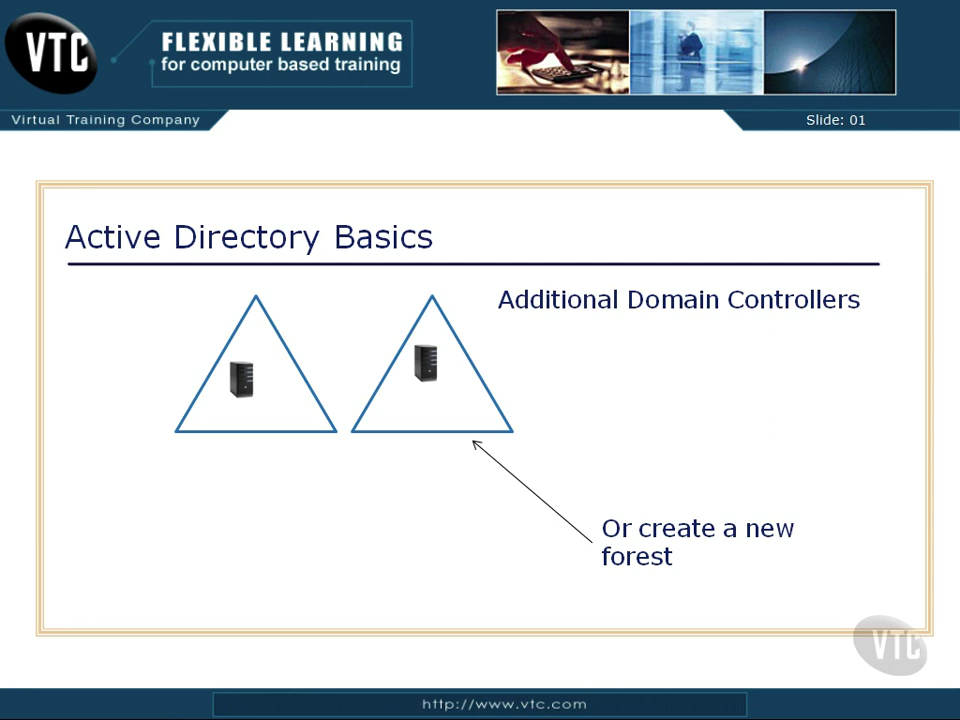 VTC
FLEXIBLE LEARNING
for computer based training
Virtual Training Company
Slide: 01
Active Directory Basics
Additional Domain Controllers
Or create a new
forest
VTC
http://www.vtc.com